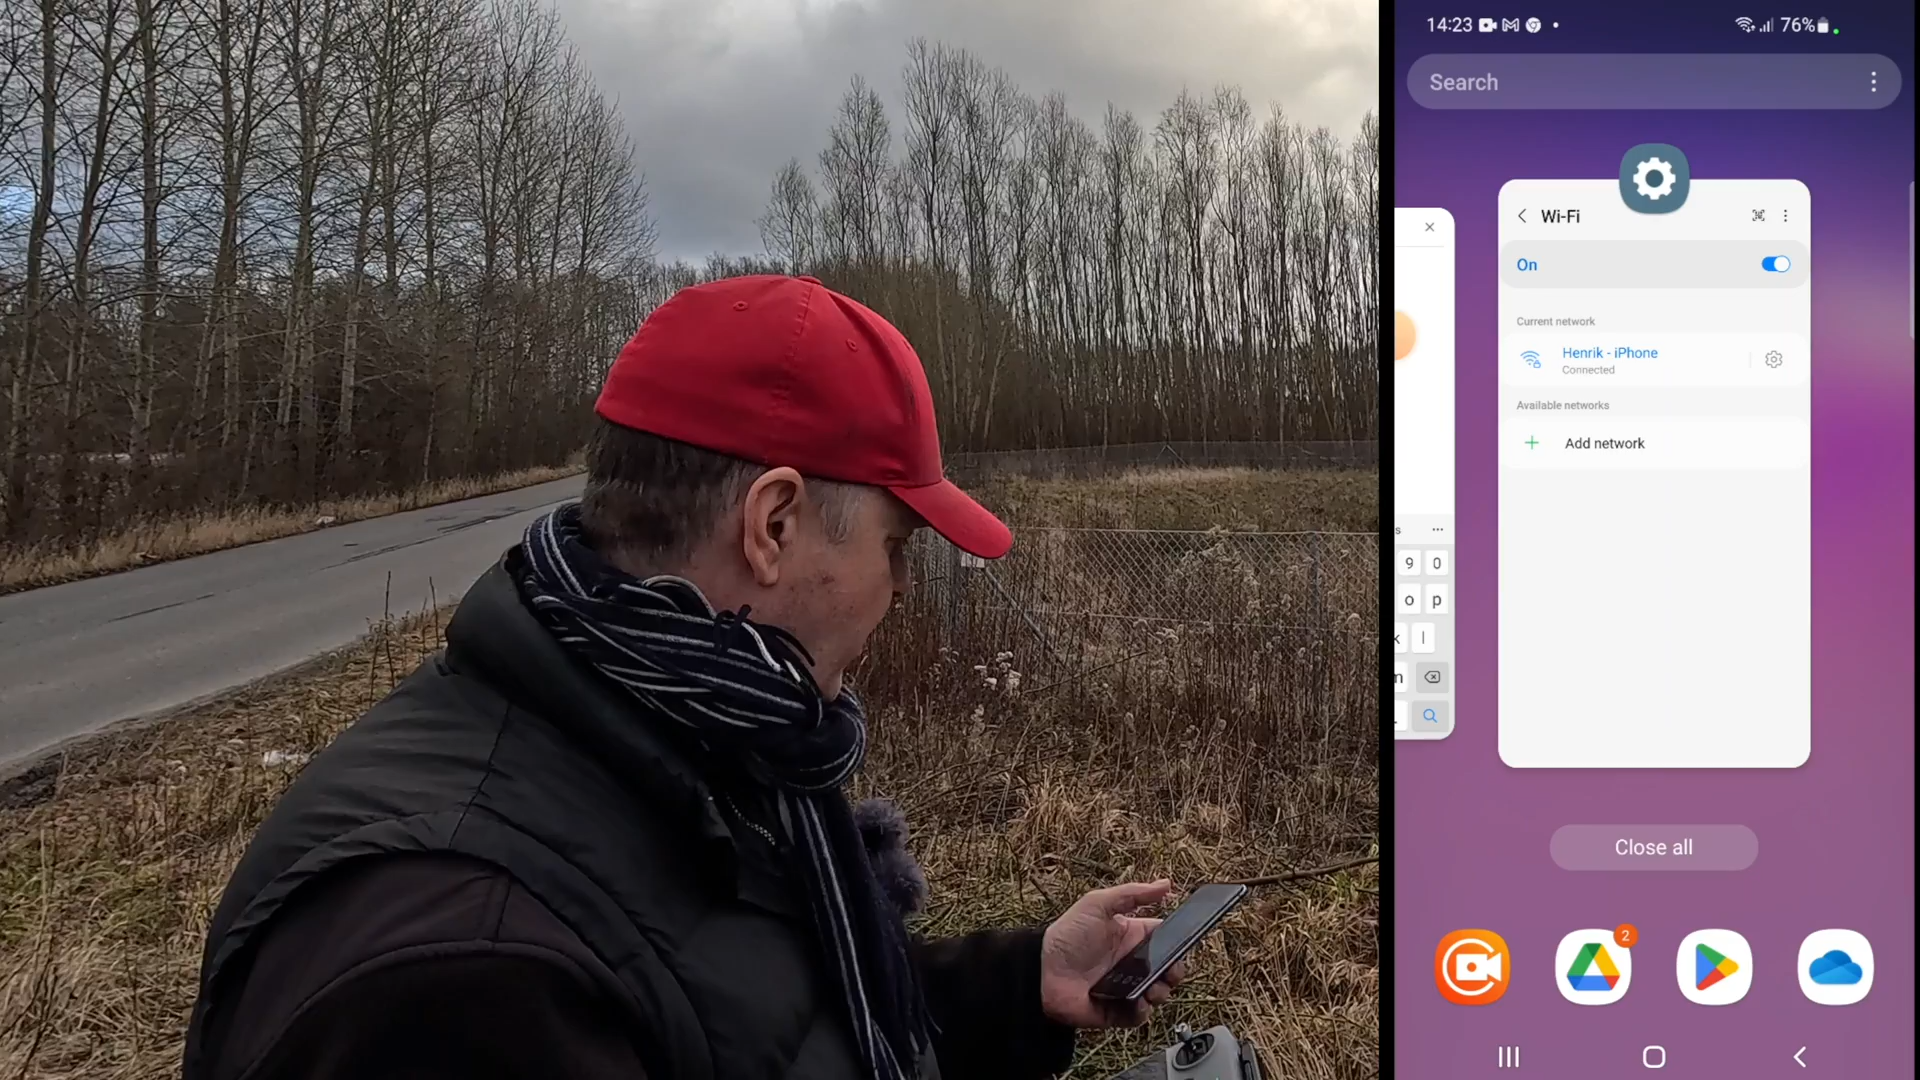 14:23
76%
Search
Wi-Fi
On
Current network
Henrik - iPhone
Connected
Available networks
Add network
s
9 0
o p
k l
Close all
2